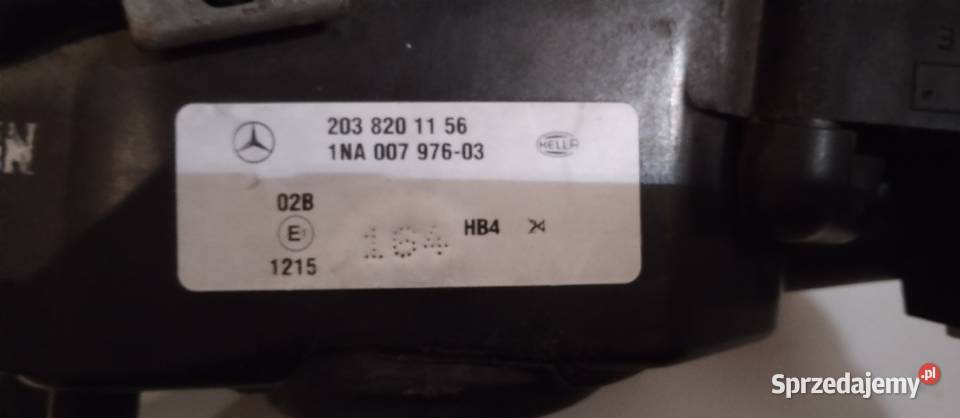 203 820 11 56
1NA 007 976-03
HELLA
02B
E1
1215
164
HB4
Sprzedajemy.pl